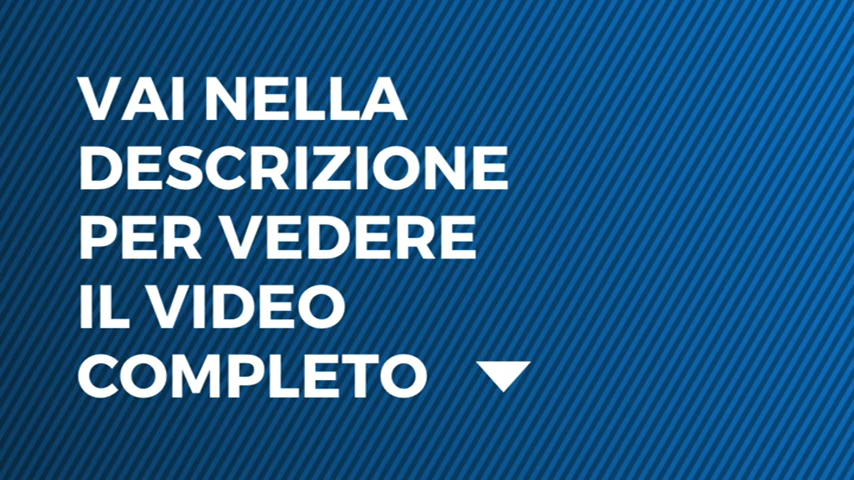 VAI NELLA
DESCRIZIONE
PER VEDERE
IL VIDEO
COMPLETO